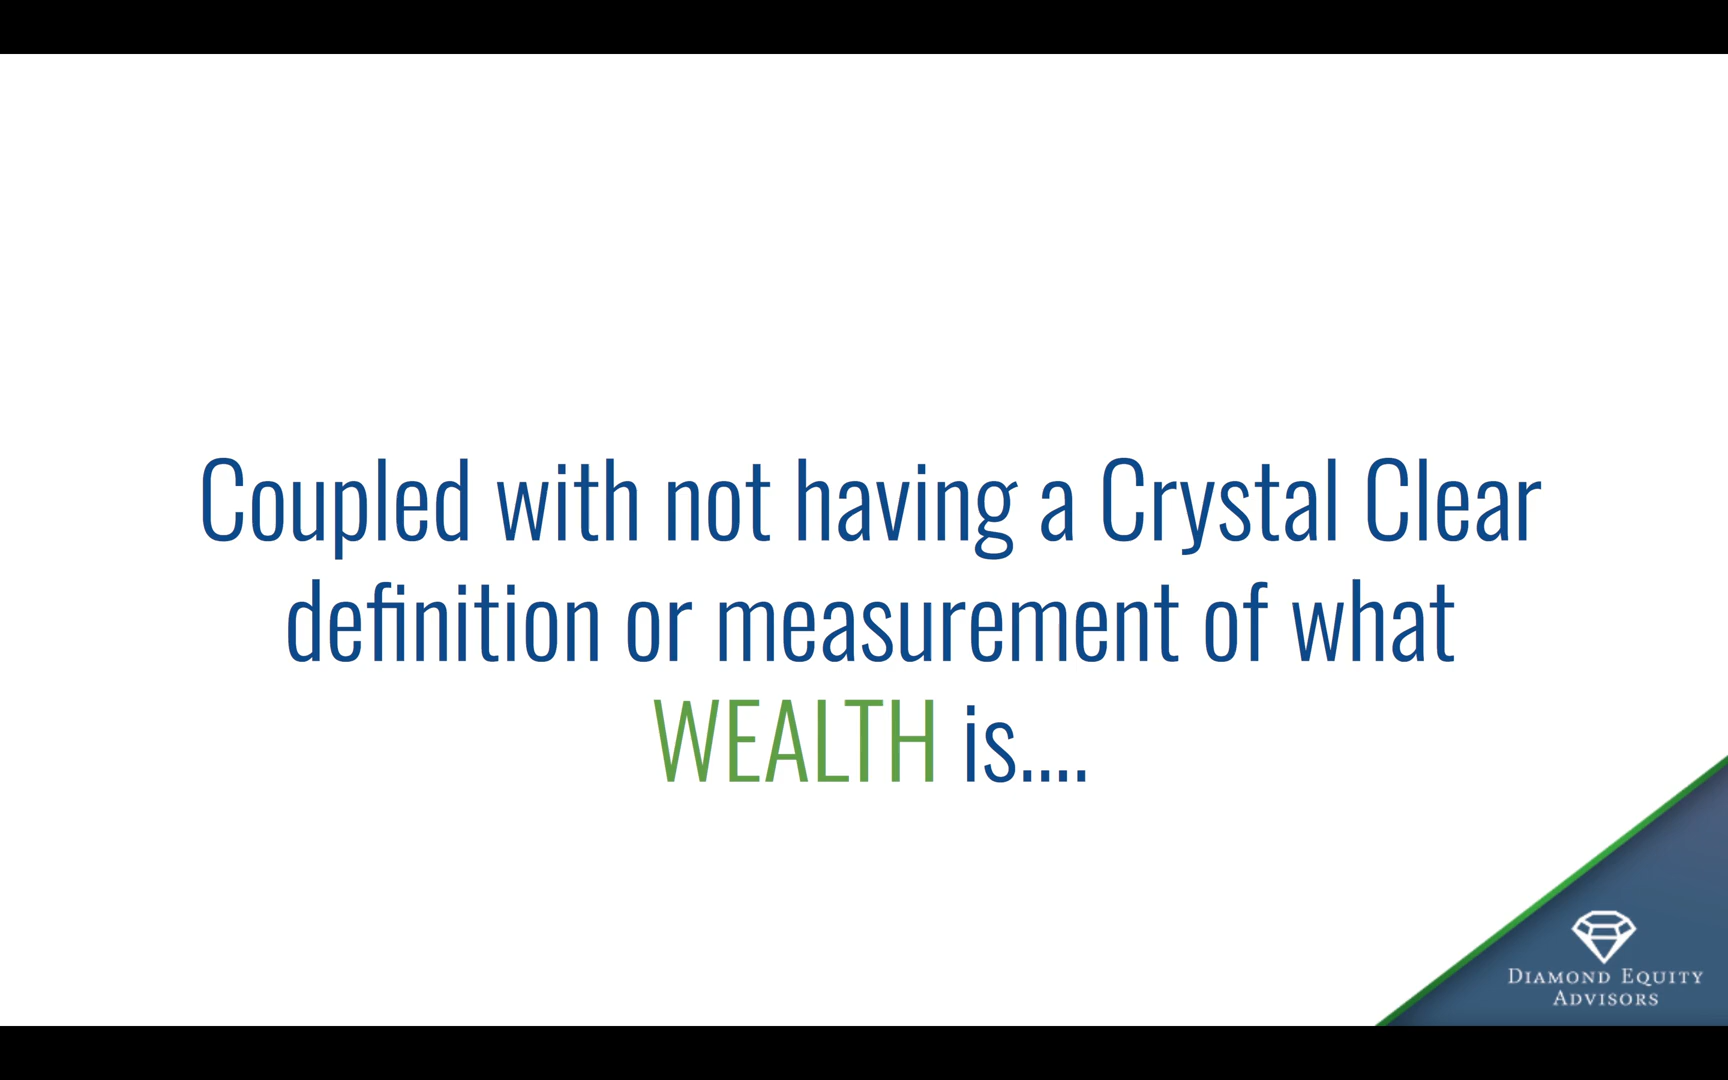 Coupled with not having a Crystal Clear
definition or measurement of what
WEALTH is....
DIAMOND EQUITY
ADVISORS